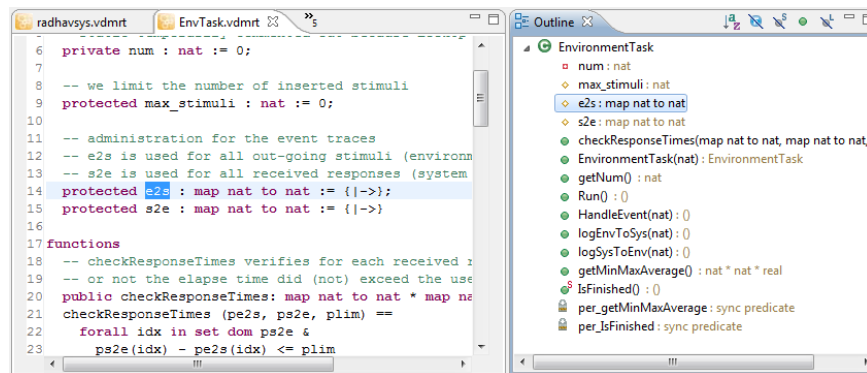 radhavsys.vdmrt
EnvTask.vdmrt
»5
6 private num : nat := 0;
7
8 -- we limit the number of inserted stimuli
9 protected max_stimuli : nat := 0;
10
11 -- administration for the event traces
12 -- e2s is used for all out-going stimuli (environm
13 -- s2e is used for all received responses (system
14 protected e2s : map nat to nat := {|->};
15 protected s2e : map nat to nat := {|->}
16
17 functions
18 -- checkResponseTimes verifies for each received r
19 -- or not the elapse time did (not) exceed the use
20 public checkResponseTimes: map nat to nat * map na
21 checkResponseTimes (pe2s, ps2e, plim) ==
22 forall idx in set dom ps2e &
23 ps2e(idx) - pe2s(idx) <= plim
Outline
EnvironmentTask
num : nat
max_stimuli : nat
e2s : map nat to nat
s2e : map nat to nat
checkResponseTimes(map nat to nat, map nat to nat,
EnvironmentTask(nat) : EnvironmentTask
getNum() : nat
Run() : ()
HandleEvent(nat) : ()
logEnvToSys(nat) : ()
logSysToEnv(nat) : ()
getMinMaxAverage() : nat * nat * real
IsFinished() : ()
per_getMinMaxAverage : sync predicate
per_IsFinished : sync predicate